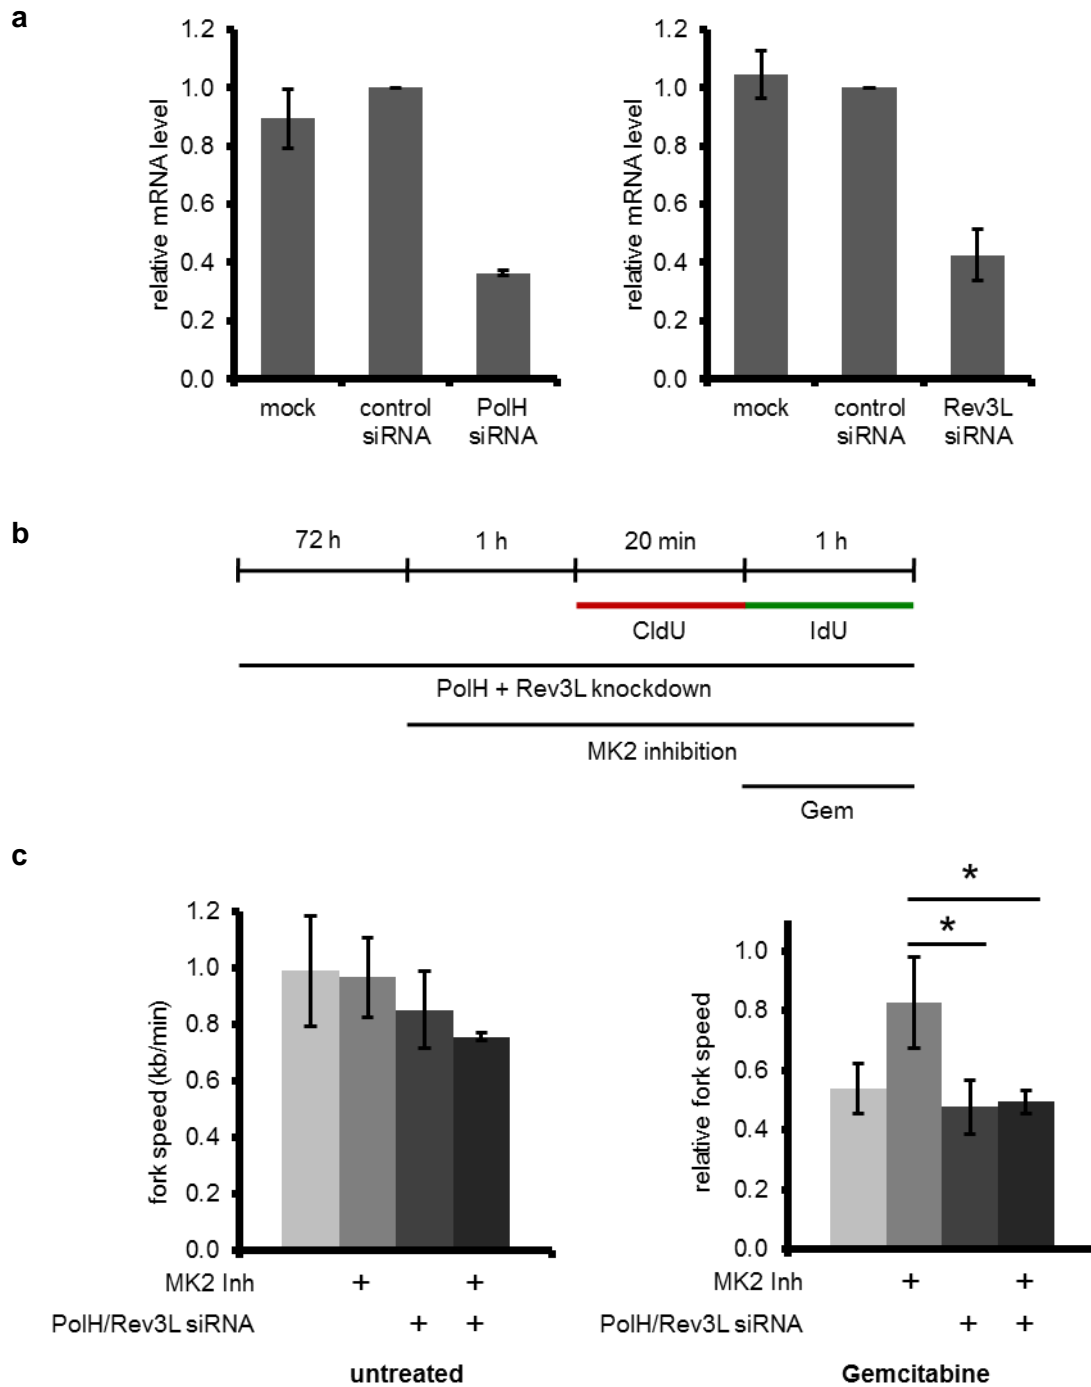 a
1.2
1.0
0.8
0.6
0.4
0.2
0.0
relative mRNA level
mock
control
siRNA
PolH
siRNA
1.2
1.0
0.8
0.6
0.4
0.2
0.0
relative mRNA level
mock
control
siRNA
Rev3L
siRNA
b
72 h
1 h
20 min
1 h
CldU
IdU
PolH + Rev3L knockdown
MK2 inhibition
Gem
c
1.2
1.0
0.8
0.6
0.4
0.2
0.0
fork speed (kb/min)
MK2 Inh + +
PolH/Rev3L siRNA + +
untreated
*
*
1.0
0.8
0.6
0.4
0.2
0.0
relative fork speed
MK2 Inh + +
PolH/Rev3L siRNA + +
Gemcitabine